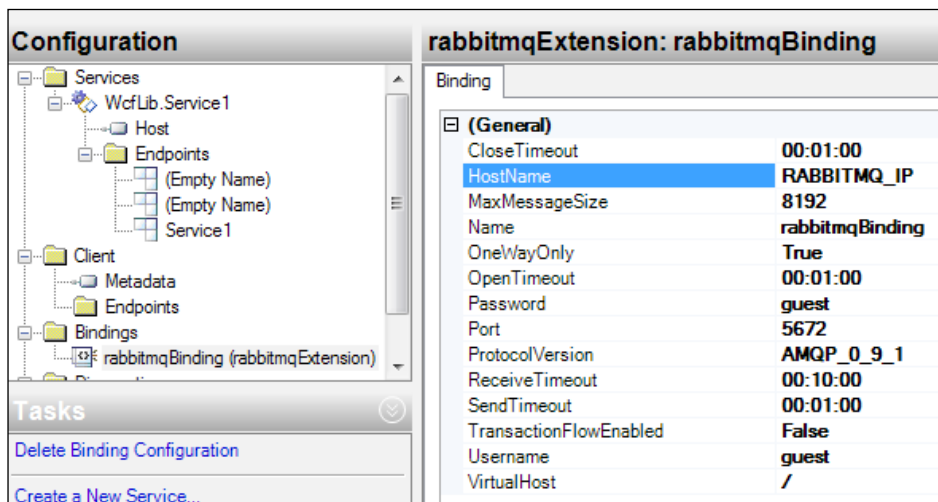 Configuration
Services
WcfLib.Service1
Host
Endpoints
(Empty Name)
(Empty Name)
Service1
Client
Metadata
Endpoints
Bindings
rabbitmqBinding (rabbitmqExtension)
Tasks
Delete Binding Configuration
Create a New Service...
rabbitmqExtension: rabbitmqBinding
Binding
(General)
CloseTimeout 00:01:00
HostName RABBITMQ_IP
MaxMessageSize 8192
Name rabbitmqBinding
OneWayOnly True
OpenTimeout 00:01:00
Password guest
Port 5672
ProtocolVersion AMQP_0_9_1
ReceiveTimeout 00:10:00
SendTimeout 00:01:00
TransactionFlowEnabled False
Username guest
VirtualHost /